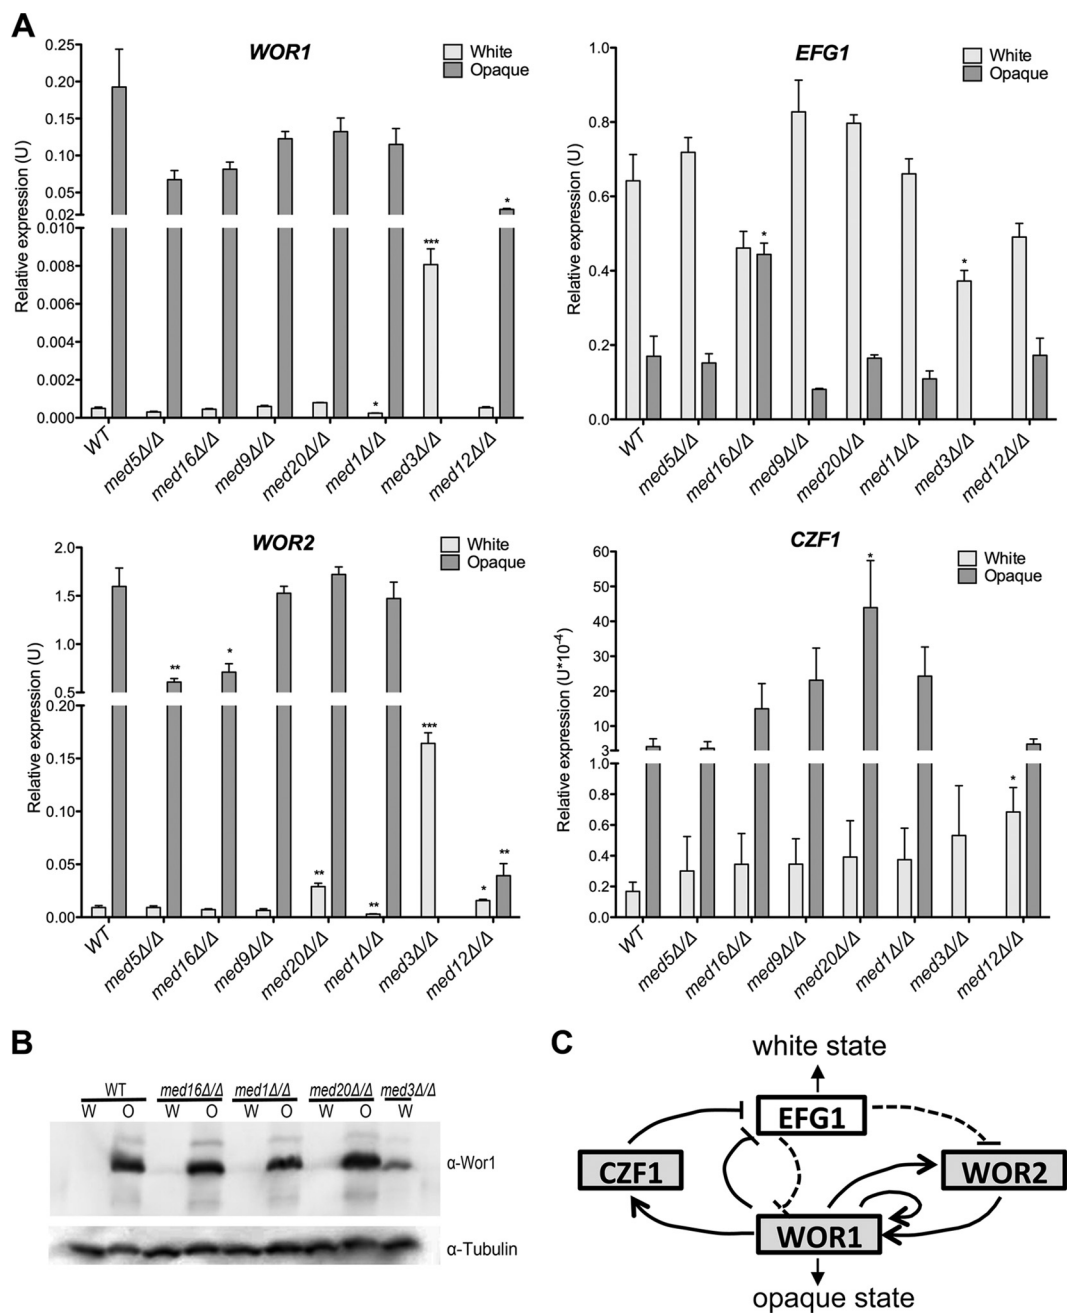 A
WOR1
White
Opaque
Relative expression (U)
0.25
0.20
0.15
0.10
0.05
0.02
0.010
0.008
0.006
0.004
0.002
0.000
*
***
*
WT
med5Δ/Δ
med16Δ/Δ
med9Δ/Δ
med20Δ/Δ
med1Δ/Δ
med3Δ/Δ
med12Δ/Δ
EFG1
White
Opaque
Relative expression (U)
1.0
0.8
0.6
0.4
0.2
0.0
*
*
WT
med5Δ/Δ
med16Δ/Δ
med9Δ/Δ
med20Δ/Δ
med1Δ/Δ
med3Δ/Δ
med12Δ/Δ
WOR2
White
Opaque
Relative expression (U)
2.0
1.5
1.0
0.5
0.20
0.15
0.10
0.05
0.00
**
*
**
**
***
*
**
WT
med5Δ/Δ
med16Δ/Δ
med9Δ/Δ
med20Δ/Δ
med1Δ/Δ
med3Δ/Δ
med12Δ/Δ
CZF1
White
Opaque
Relative expression (U*10⁻⁴)
60
50
40
30
20
10
3
1.0
0.8
0.6
0.4
0.2
0.0
*
*
WT
med5Δ/Δ
med16Δ/Δ
med9Δ/Δ
med20Δ/Δ
med1Δ/Δ
med3Δ/Δ
med12Δ/Δ
B
WT med16Δ/Δ med1Δ/Δ med20Δ/Δ med3Δ/Δ
W O W O W O W O W
α-Wor1
α-Tubulin
C
white state
EFG1
CZF1
WOR2
WOR1
opaque state